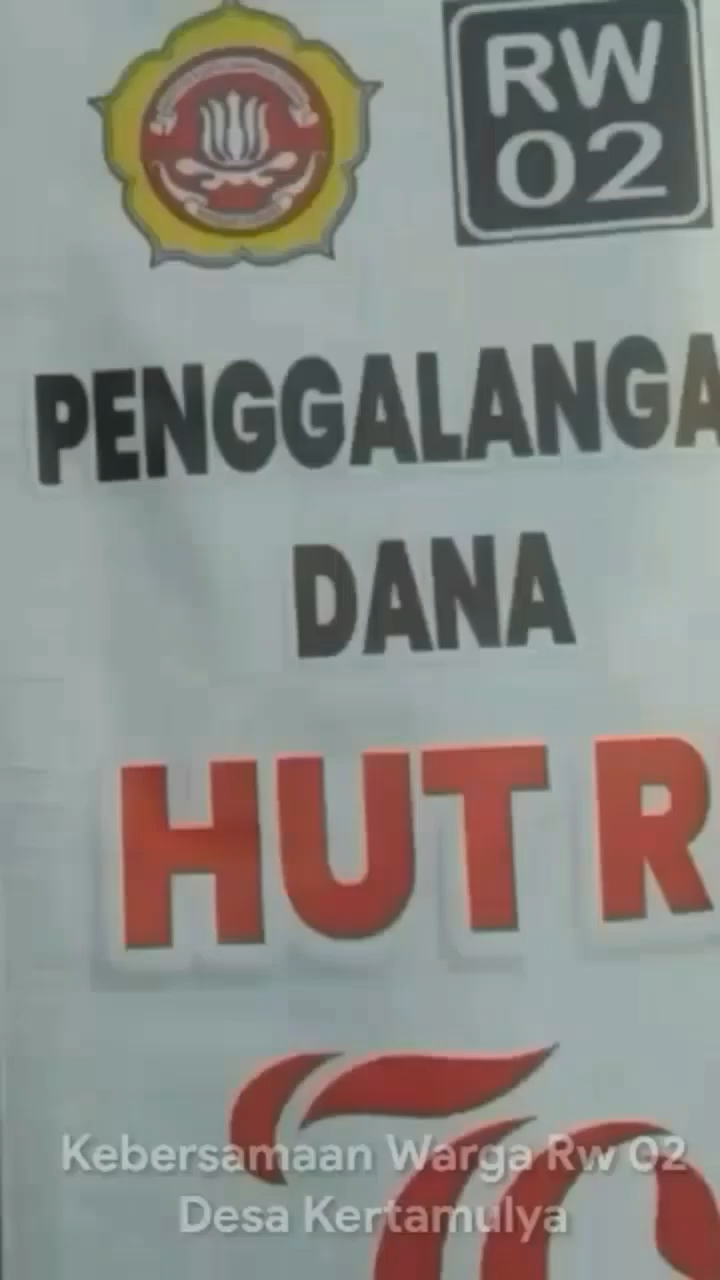 RW
02
PENGGALANGA
DANA
HUT R
Kebersamaan Warga Rw 02
Desa Kertamulya